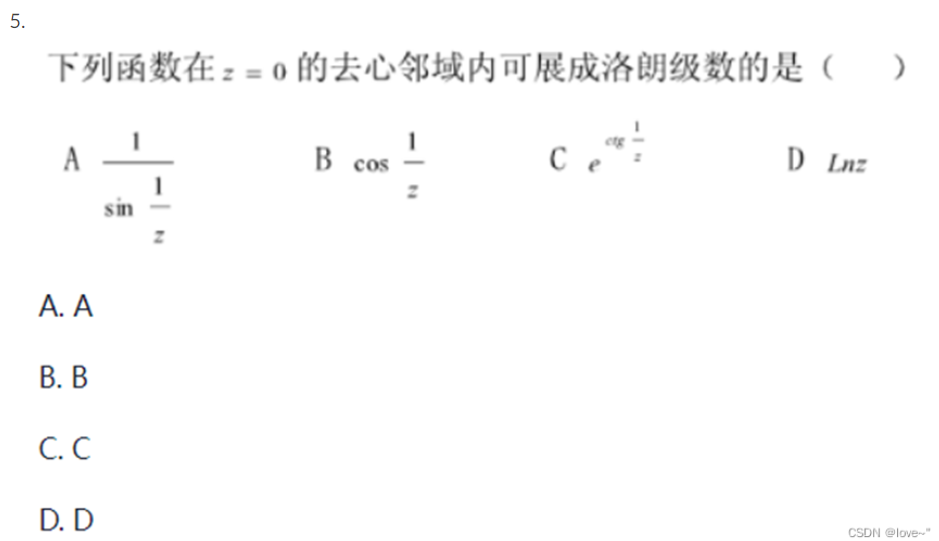 5.
下列函数在 z = 0 的去心邻域内可展成洛朗级数的是（ ）
A 1/(sin 1/z) B cos 1/z C e^(ctg 1/z) D Lnz
A. A
B. B
C. C
D. D
CSDN @love~"